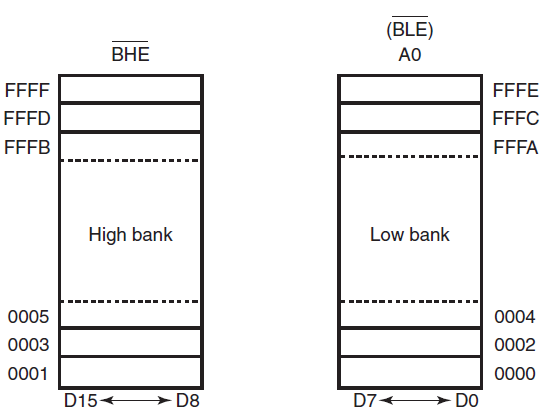 BHE
(BLE)
A0
FFFF
FFFD
FFFB
High bank
0005
0003
0001
D15 D8
FFFE
FFFC
FFFA
Low bank
0004
0002
0000
D7 D0